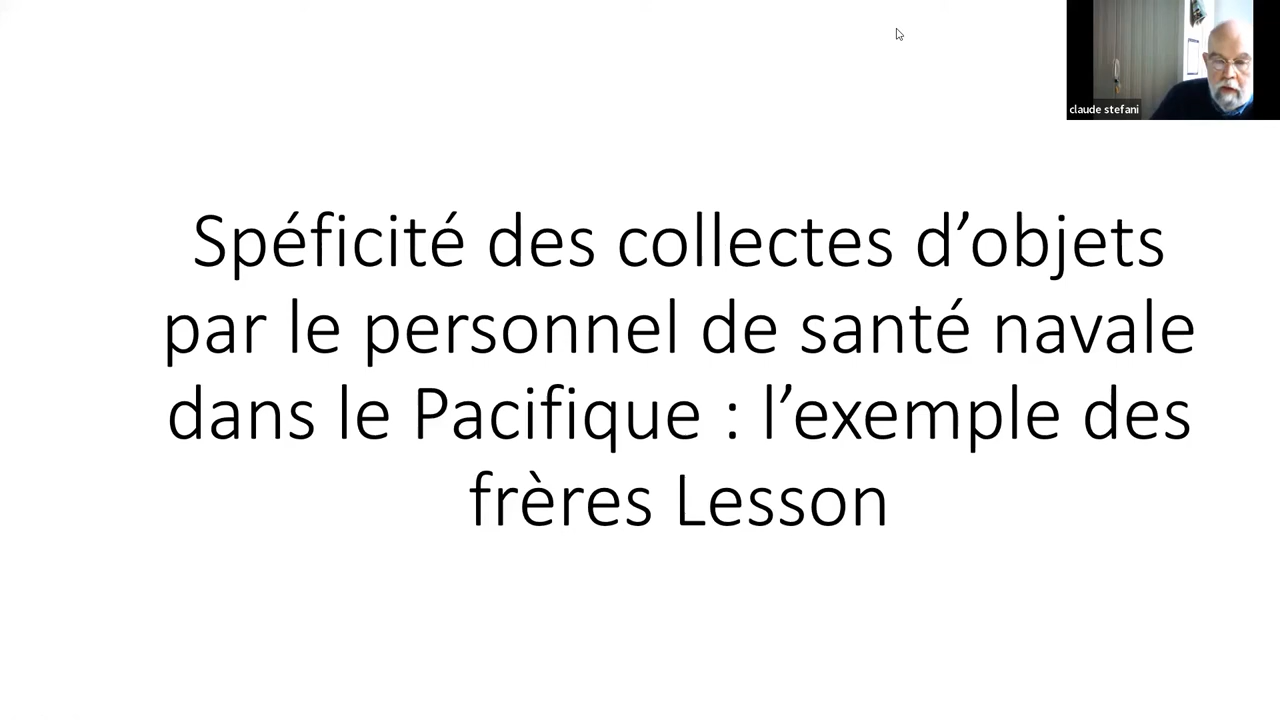 claude stefani
Spéficité des collectes d’objets
par le personnel de santé navale
dans le Pacifique : l’exemple des
frères Lesson